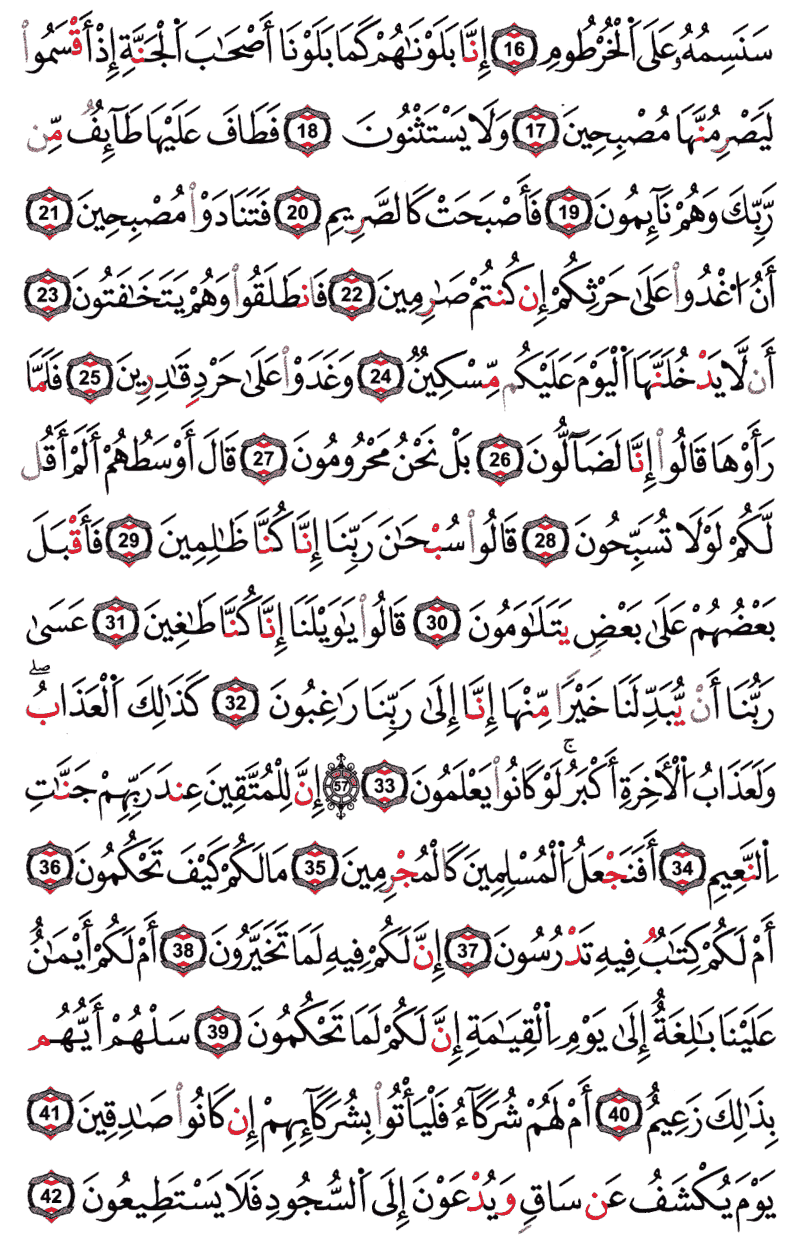 سَنَسِمُهُۥ عَلَى ٱلْخُرْطُومِ 16 إِنَّا بَلَوْنَٰهُمْ كَمَا بَلَوْنَا أَصْحَٰبَ ٱلْجَنَّةِ إِذْ أَقْسَمُوا۟
لَيَصْرِمُنَّهَا مُصْبِحِينَ 17 وَلَا يَسْتَثْنُونَ 18 فَطَافَ عَلَيْهَا طَآئِفٌ مِّن
رَّبِّكَ وَهُمْ نَآئِمُونَ 19 فَأَصْبَحَتْ كَالصَّرِيمِ 20 فَتَنَادَوْا۟ مُصْبِحِينَ 21
أَنُ ٱغْدُوا۟ عَلَىٰ حَرْثِكُمْ إِن كُنتُمْ صَٰرِمِينَ 22 فَانطَلَقُوا۟ وَهُمْ يَتَخَٰفَتُونَ 23
أَن لَّا يَدْخُلَنَّهَا ٱلْيَوْمَ عَلَيْكُم مِّسْكِينٌ 24 وَغَدَوْا۟ عَلَىٰ حَرْدٍ قَٰدِرِينَ 25 فَلَمَّا
رَأَوْهَا قَالُوا۟ إِنَّا لَضَآلُّونَ 26 بَلْ نَحْنُ مَحْرُومُونَ 27 قَالَ أَوْسَطُهُمْ أَلَمْ أَقُل
لَّكُمْ لَوْلَا تُسَبِّحُونَ 28 قَالُوا۟ سُبْحَٰنَ رَبِّنَا إِنَّا كُنَّا ظَٰلِمِينَ 29 فَأَقْبَلَ
بَعْضُهُمْ عَلَىٰ بَعْضٍ يَتَلَٰوَمُونَ 30 قَالُوا۟ يَٰوَيْلَنَا إِنَّا كُنَّا طَٰغِينَ 31 عَسَىٰ
رَبُّنَا أَنْ يُّبَدِّلَنَا خَيْرًا مِّنْهَا إِنَّا إِلَىٰ رَبِّنَا رَٰغِبُونَ 32 كَذَٰلِكَ ٱلْعَذَابُ ۖ
وَلَعَذَابُ ٱلْأَخِرَةِ أَكْبَرُ ۚ لَوْ كَانُوا۟ يَعْلَمُونَ 33 57 إِنَّ لِلْمُتَّقِينَ عِندَ رَبِّهِمْ جَنَّٰتِ
ٱلنَّعِيمِ 34 أَفَنَجْعَلُ ٱلْمُسْلِمِينَ كَالْمُجْرِمِينَ 35 مَا لَكُمْ كَيْفَ تَحْكُمُونَ 36
أَمْ لَكُمْ كِتَٰبٌ فِيهِ تَدْرُسُونَ 37 إِنَّ لَكُمْ فِيهِ لَمَا تَخَيَّرُونَ 38 أَمْ لَكُمْ أَيْمَٰنٌ
عَلَيْنَا بَٰلِغَةٌ إِلَىٰ يَوْمِ ٱلْقِيَٰمَةِ إِنَّ لَكُمْ لَمَا تَحْكُمُونَ 39 سَلْهُمْ أَيُّهُم
بِذَٰلِكَ زَعِيمٌ 40 أَمْ لَهُمْ شُرَكَآءُ فَلْيَأْتُوا۟ بِشُرَكَآئِهِمْ إِن كَانُوا۟ صَٰدِقِينَ 41
يَوْمَ يُكْشَفُ عَن سَاقٍ وَيُدْعَوْنَ إِلَى ٱلسُّجُودِ فَلَا يَسْتَطِيعُونَ 42